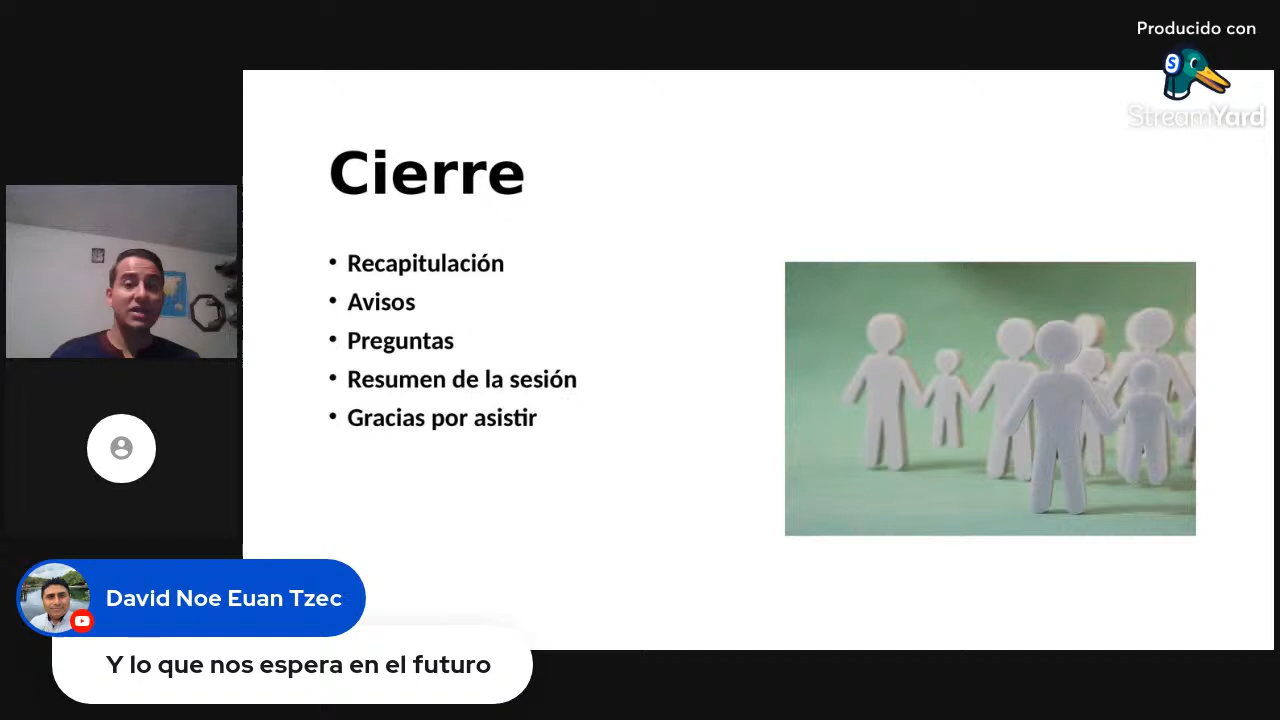 Producido con
S
StreamYard
Cierre
• Recapitulación
• Avisos
• Preguntas
• Resumen de la sesión
• Gracias por asistir
David Noe Euan Tzec
Y lo que nos espera en el futuro